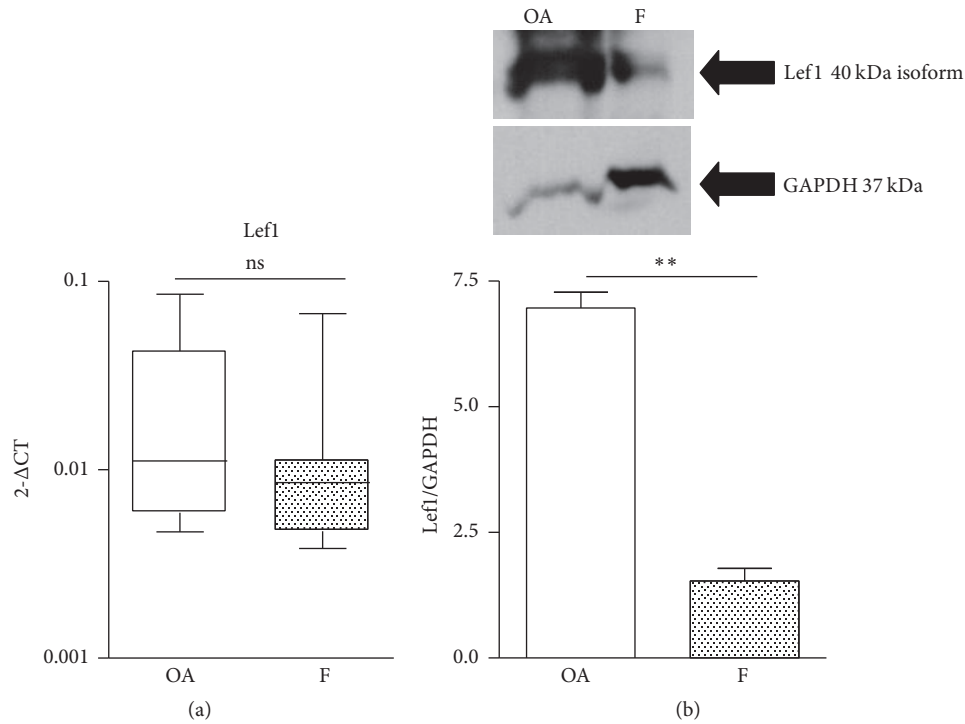 OA F
Lef1 40 kDa isoform
GAPDH 37 kDa
Lef1
ns
0.1
0.01
0.001
2-ΔCT
OA F
(a)
**
7.5
5.0
2.5
0.0
Lef1/GAPDH
OA F
(b)